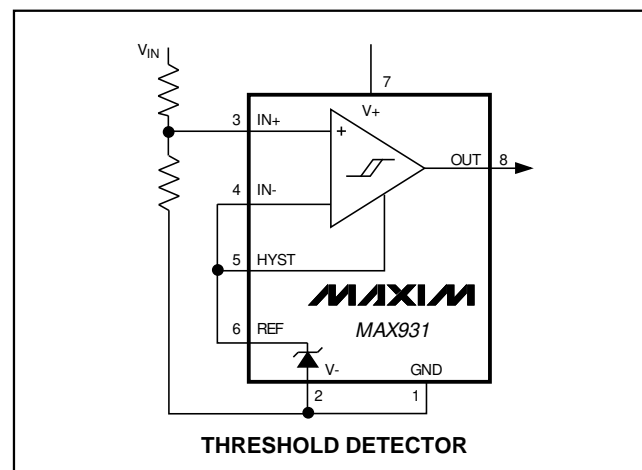 VIN
7
V+
3 IN+ +
OUT 8
4 IN-
5 HYST
MAXIM
MAX931
6 REF
V- GND
2 1
THRESHOLD DETECTOR